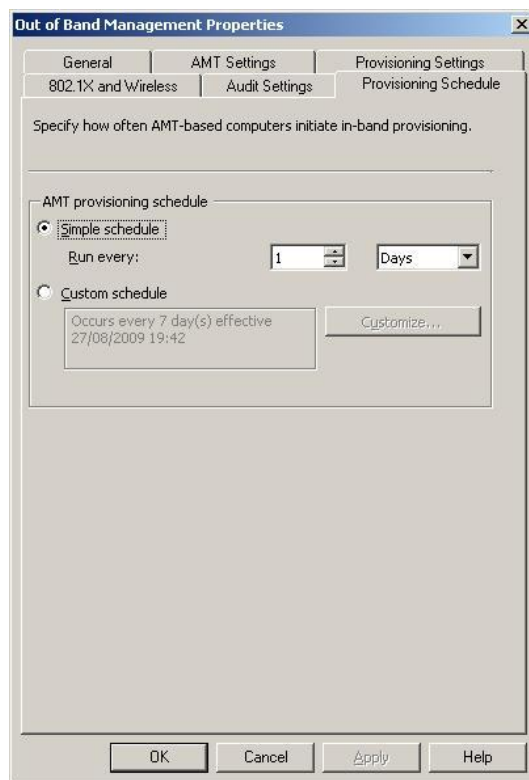 Out of Band Management Properties
General
AMT Settings
Provisioning Settings
802.1X and Wireless
Audit Settings
Provisioning Schedule
Specify how often AMT-based computers initiate in-band provisioning.
AMT provisioning schedule
Simple schedule
Run every:
1
Days
Custom schedule
Occurs every 7 day(s) effective
27/08/2009 19:42
Customize...
OK
Cancel
Apply
Help